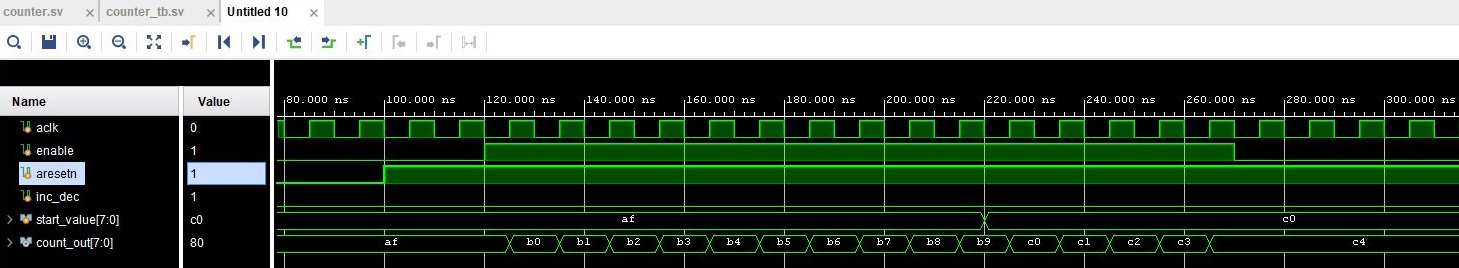 counter.sv × counter_tb.sv × Untitled 10 ×
Name Value 80.000 ns 100.000 ns 120.000 ns 140.000 ns 160.000 ns 180.000 ns 200.000 ns 220.000 ns 240.000 ns 260.000 ns 280.000 ns 300.000 ns
aclk 0
enable 1
aresetn 1
inc_dec 1
start_value[7:0] c0 af c0
count_out[7:0] 80 af b0 b1 b2 b3 b4 b5 b6 b7 b8 b9 c0 c1 c2 c3 c4